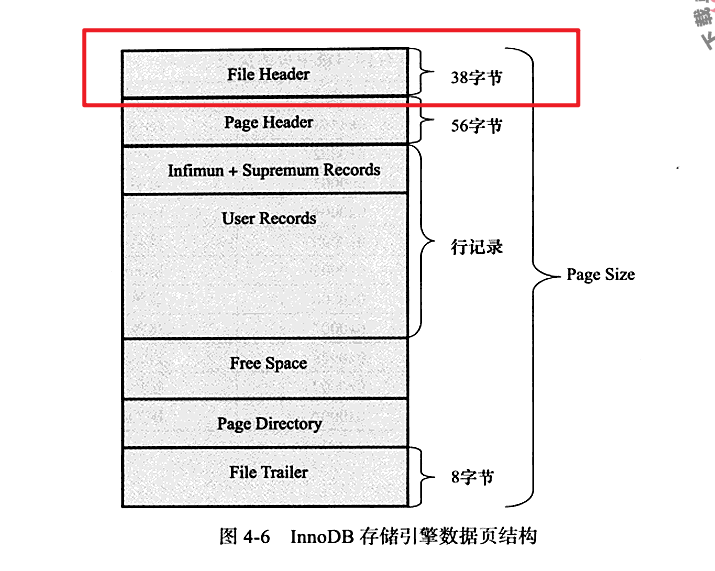 File Header
38字节
Page Header
56字节
Infimun + Supremum Records
User Records
行记录
Page Size
Free Space
Page Directory
File Trailer
8字节
图 4-6 InnoDB 存储引擎数据页结构